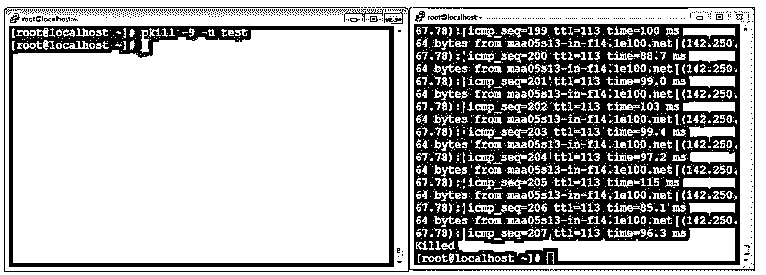 root@localhost:~
[root@localhost ~]# pkill -9 -u test
[root@localhost ~]#
root@localhost:~
67.78): icmp_seq=199 ttl=113 time=100 ms
64 bytes from maa05s13-in-f14.1e100.net (142.250.
67.78): icmp_seq=200 ttl=113 time=88.7 ms
64 bytes from maa05s13-in-f14.1e100.net (142.250.
67.78): icmp_seq=201 ttl=113 time=99.0 ms
64 bytes from maa05s13-in-f14.1e100.net (142.250.
67.78): icmp_seq=202 ttl=113 time=103 ms
64 bytes from maa05s13-in-f14.1e100.net (142.250.
67.78): icmp_seq=203 ttl=113 time=99.4 ms
64 bytes from maa05s13-in-f14.1e100.net (142.250.
67.78): icmp_seq=204 ttl=113 time=97.2 ms
64 bytes from maa05s13-in-f14.1e100.net (142.250.
67.78): icmp_seq=205 ttl=113 time=115 ms
64 bytes from maa05s13-in-f14.1e100.net (142.250.
67.78): icmp_seq=206 ttl=113 time=85.1 ms
64 bytes from maa05s13-in-f14.1e100.net (142.250.
67.78): icmp_seq=207 ttl=113 time=96.3 ms
Killed
[root@localhost ~]#